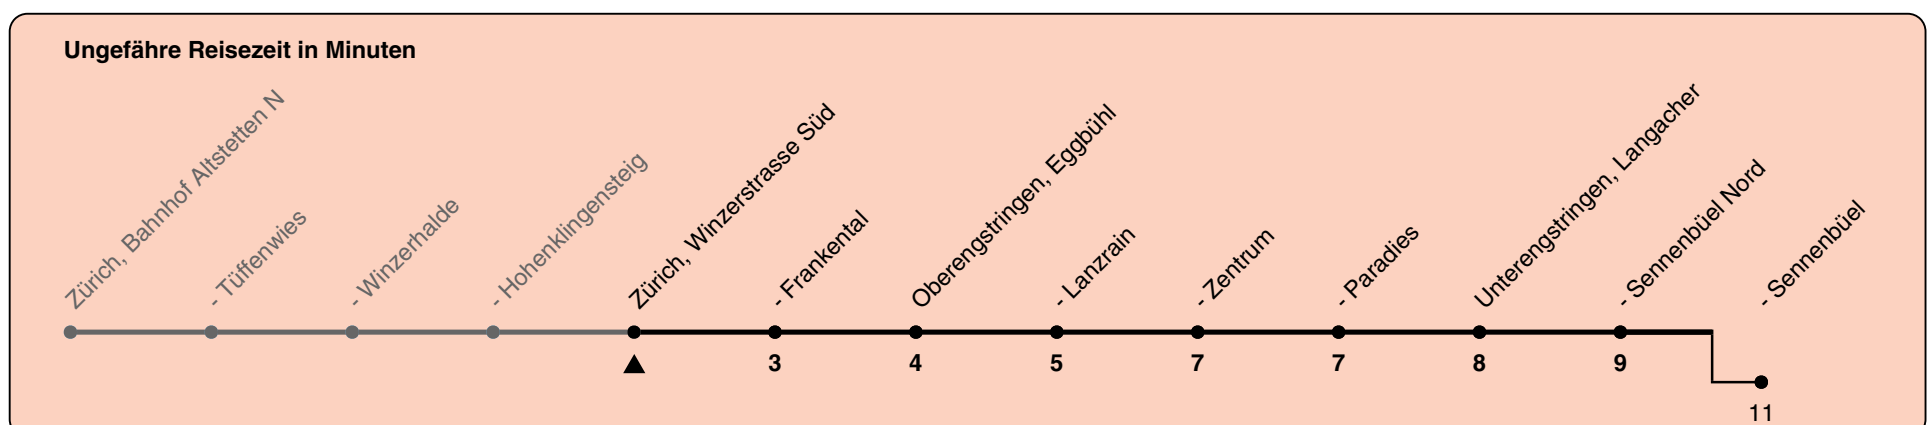 Ungefähre Reisezeit in Minuten
Zürich, Bahnhof Altstetten N
- Tüffenwies
- Winzerhalde
- Hohenklingensteig
Zürich, Winzerstrasse Süd
- Frankental
Oberengstringen, Eggbühl
- Lanzrain
- Zentrum
- Paradies
Unterengstringen, Langacher
- Sennenbüel Nord
- Sennenbüel
3 4 5 7 7 8 9
11